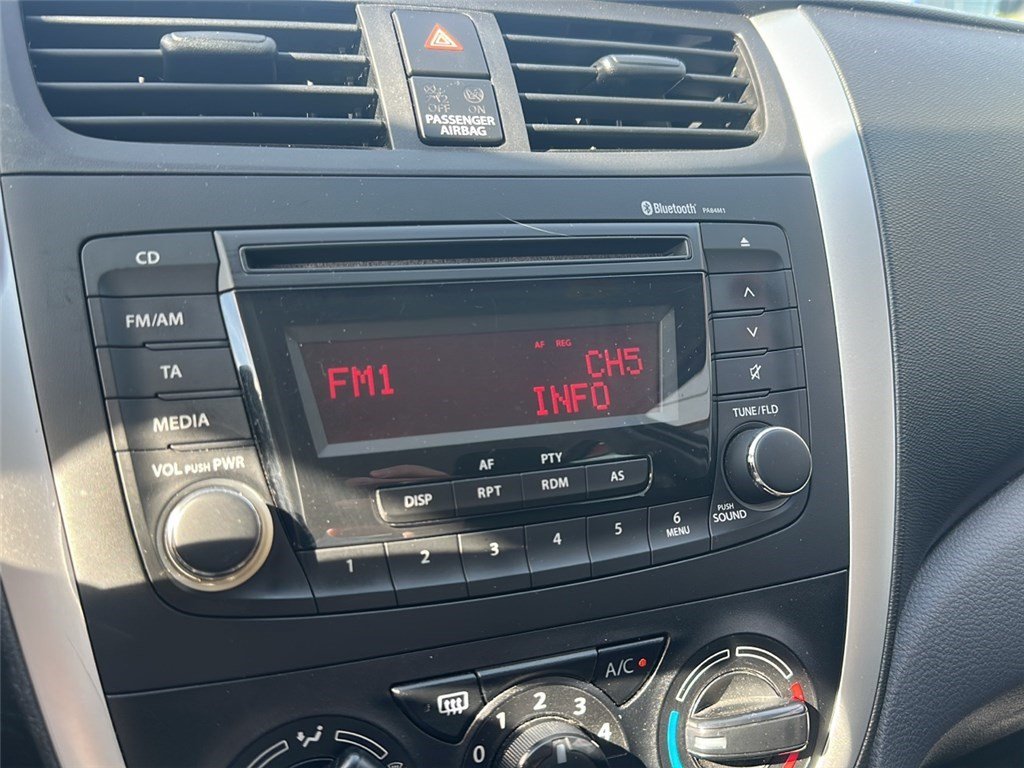 OFF ON
PASSENGER
AIRBAG
Bluetooth PA84M1
CD
FM/AM
TA
MEDIA
VOL PUSH PWR
AF REG
FM1 CH5
INFO
AF PTY
DISP RPT RDM AS
1 2 3 4 5 6
MENU
TUNE/FLD
PUSH
SOUND
A/C
0 1 2 3 4